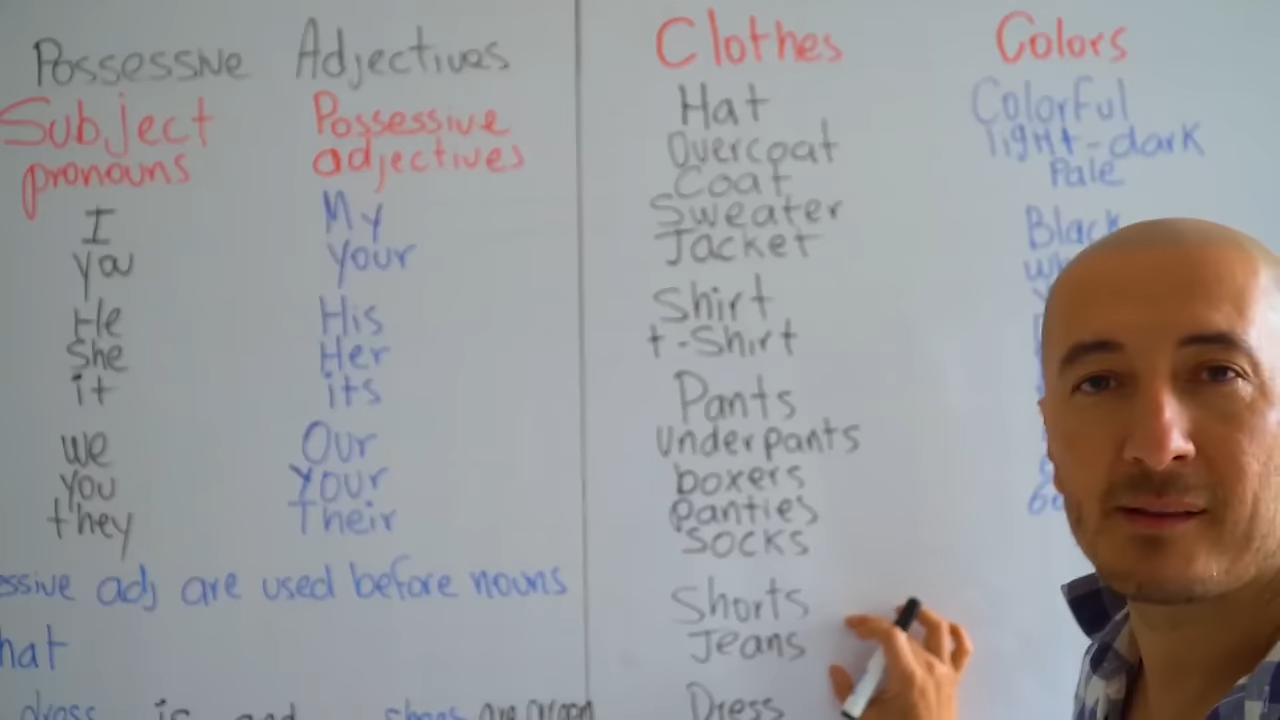 Possessive Adjectives
Subject pronouns
Possessive adjectives
I
My
you
your
He
His
She
Her
it
its
we
Our
you
Your
they
Their
adj are used before nouns
hat
dress is and shoes are green
Clothes
Hat
Overcoat
Coat
Sweater
Jacket
Shirt
t-Shirt
Pants
Underpants
boxers
panties
Socks
Shorts
Jeans
Dress
Colors
Colorful
light-dark
Pale
Black